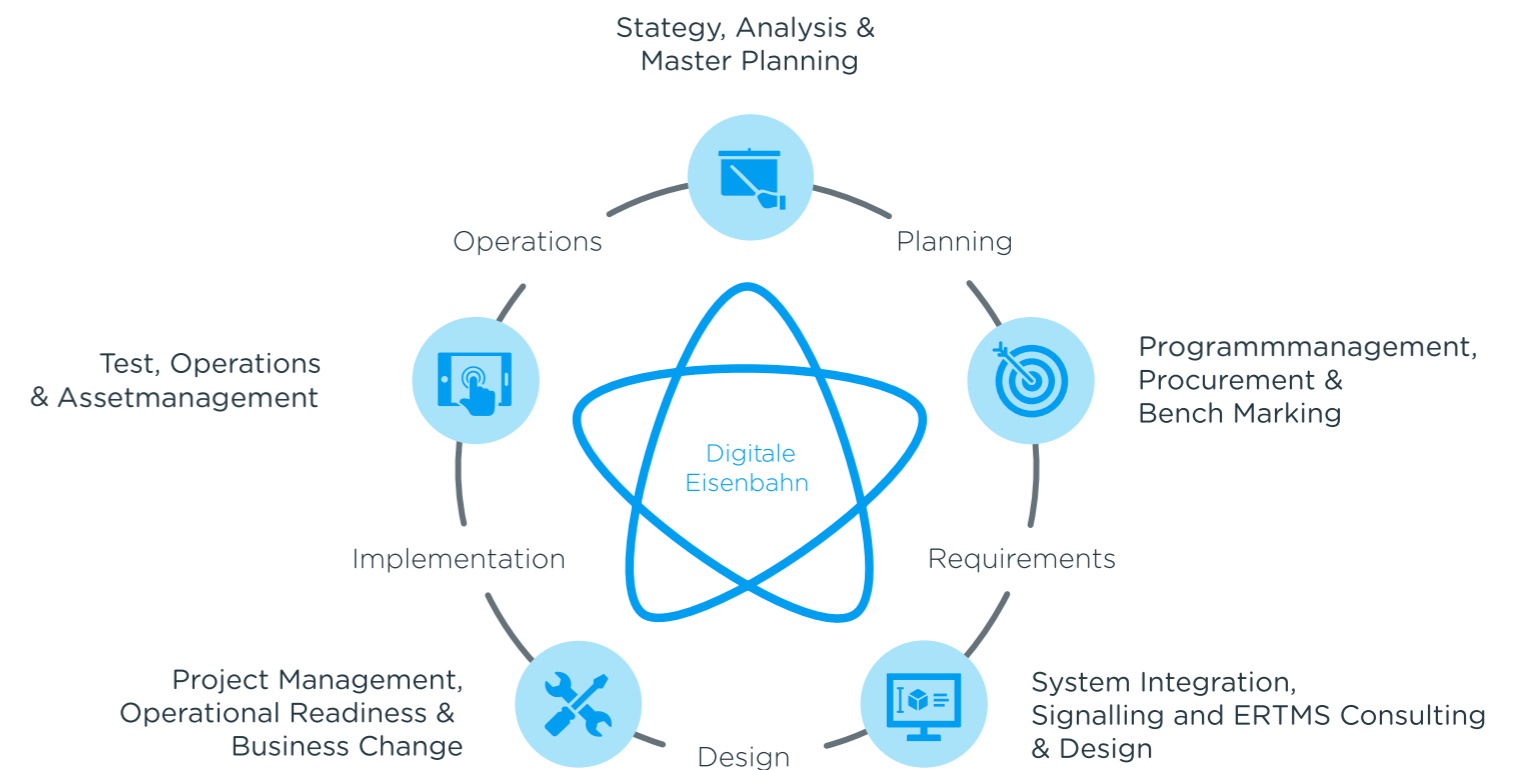 Stategy, Analysis &
Master Planning
Operations
Planning
Test, Operations
& Assetmanagement
Programmmanagement,
Procurement &
Bench Marking
Digitale
Eisenbahn
Implementation
Requirements
Project Management,
Operational Readiness &
Business Change
System Integration,
Signalling and ERTMS Consulting
& Design
Design